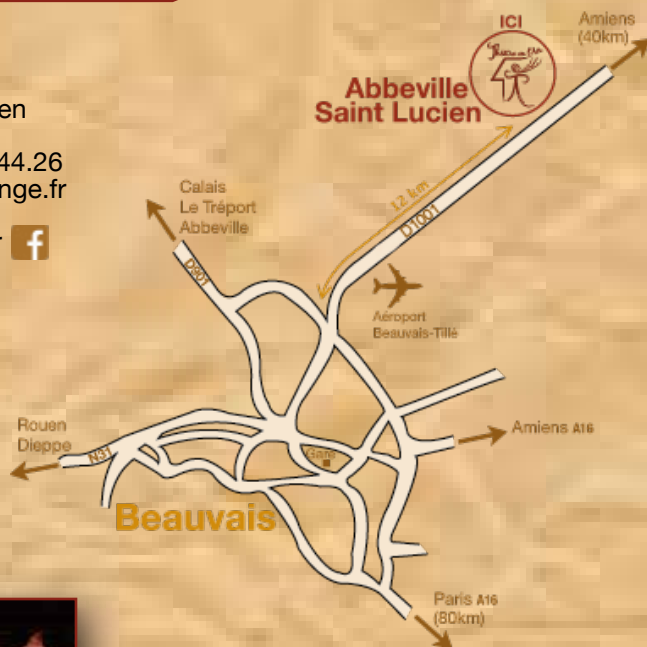 ICI
Amiens
(40km)
Abbeville
Saint Lucien
en
44.26
nge.fr
Calais
Le Tréport
Abbeville
12 km
D1001
D901
Aéroport
Beauvais-Tillé
Rouen
Dieppe
N31
Gare
Amiens A16
Beauvais
Paris A16
(80km)